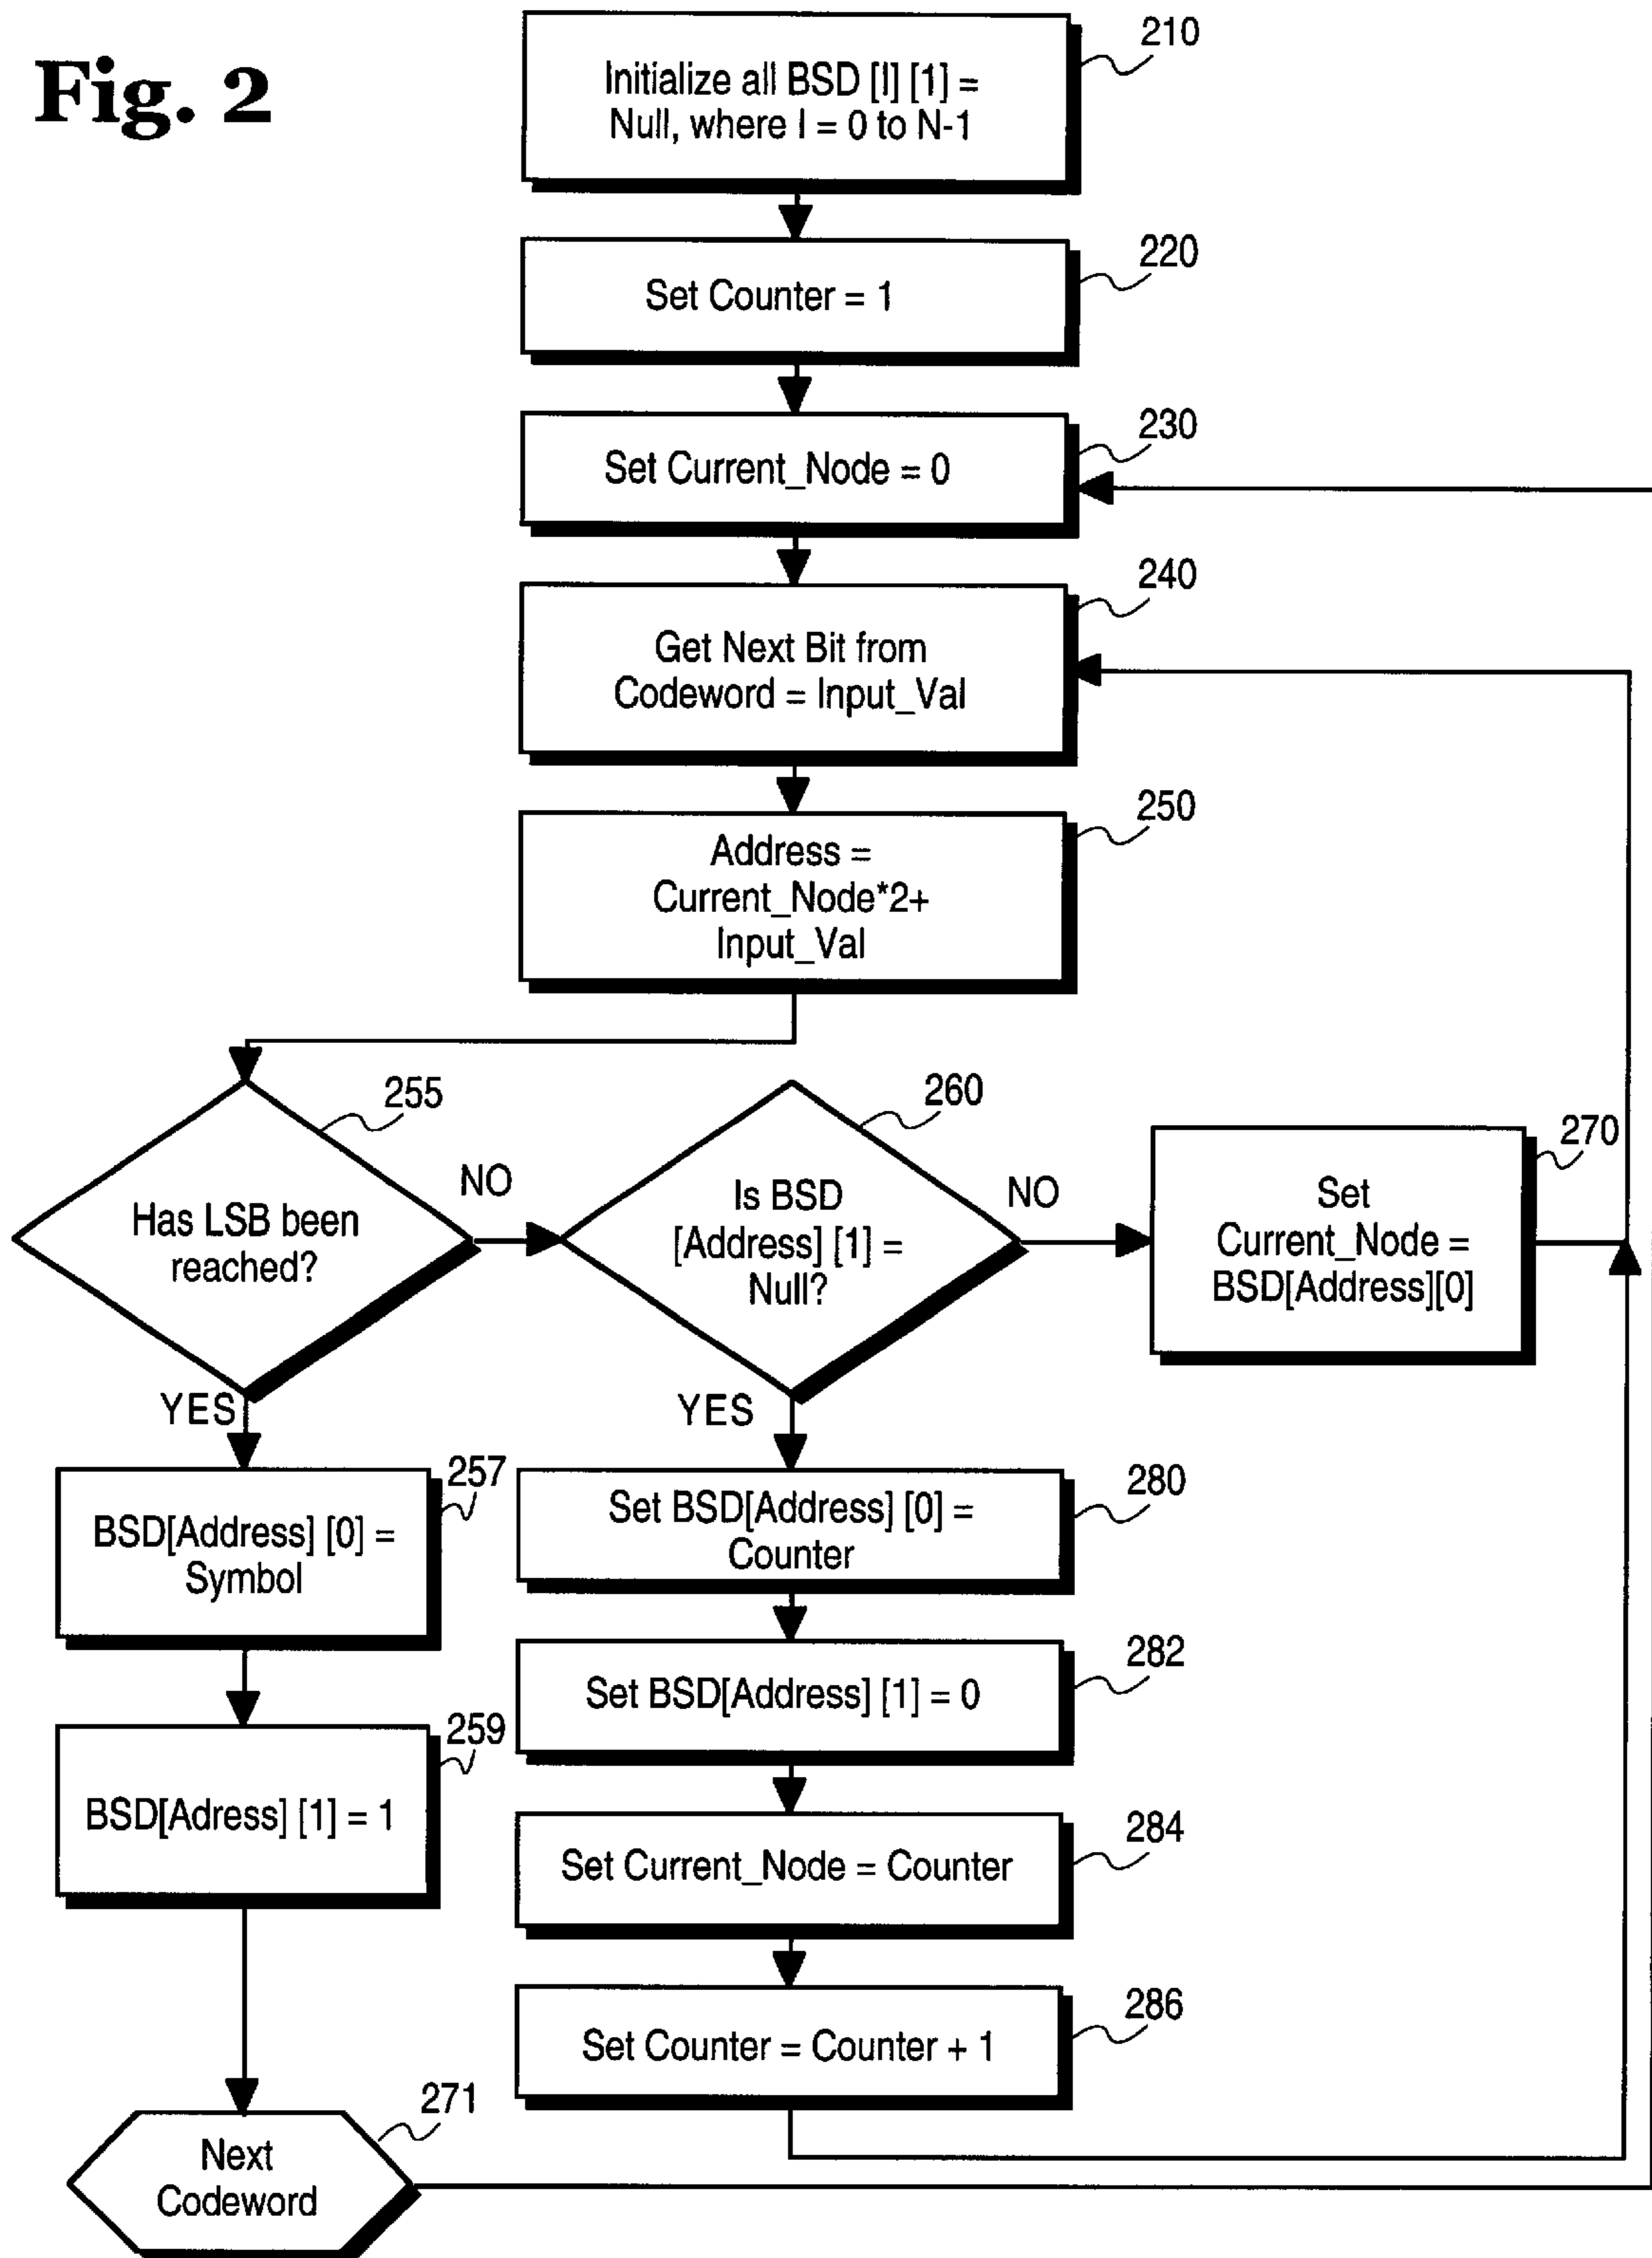 Fig. 2
210
Initialize all BSD [I] [1] =
Null, where I = 0 to N-1
220
Set Counter = 1
230
Set Current_Node = 0
240
Get Next Bit from
Codeword = Input_Val
250
Address =
Current_Node*2+
Input_Val
255
Has LSB been
reached?
NO
YES
260
Is BSD
[Address] [1] =
Null?
NO
YES
270
Set
Current_Node =
BSD[Address][0]
257
BSD[Address] [0] =
Symbol
280
Set BSD[Address] [0] =
Counter
282
Set BSD[Address] [1] = 0
259
BSD[Adress] [1] = 1
284
Set Current_Node = Counter
286
Set Counter = Counter + 1
271
Next
Codeword